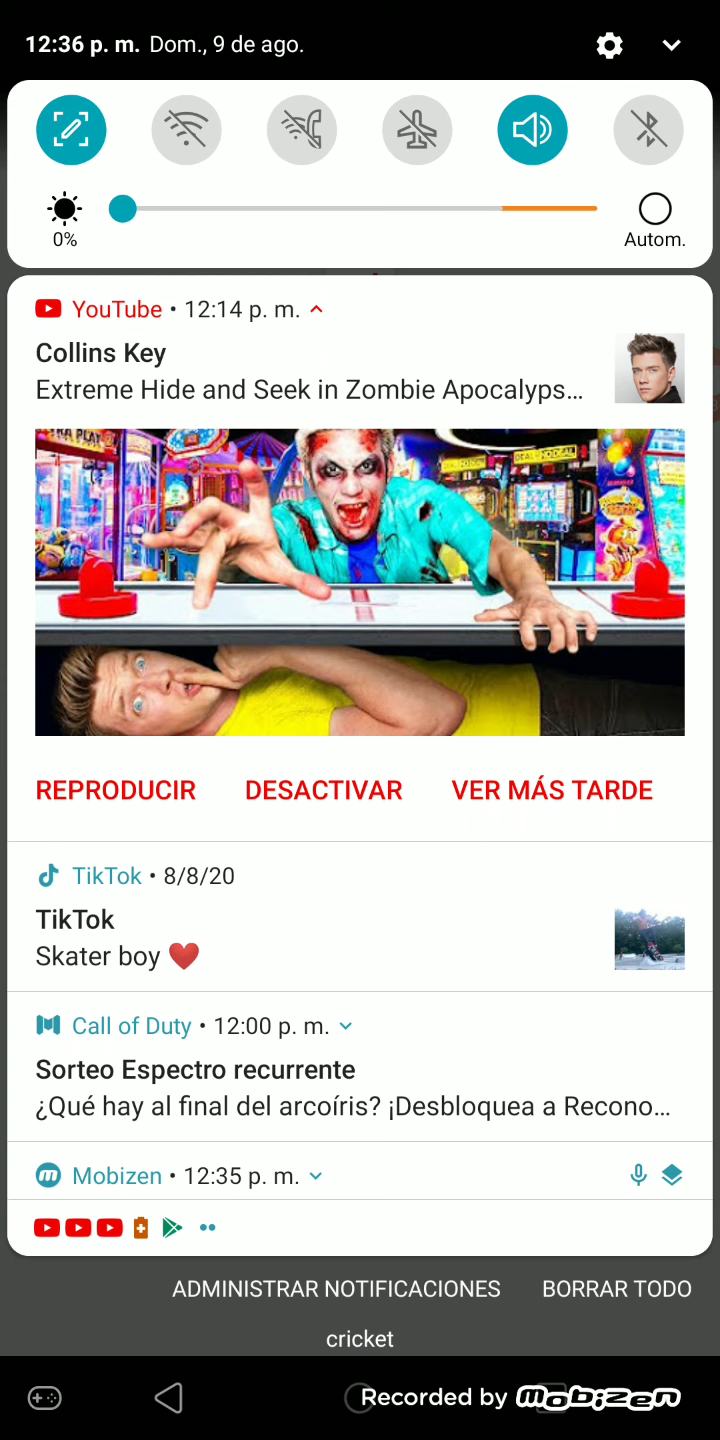 12:36 p. m. Dom., 9 de ago.
0%
Autom.
YouTube • 12:14 p. m.
Collins Key
Extreme Hide and Seek in Zombie Apocalyps...
REPRODUCIR DESACTIVAR VER MÁS TARDE
TikTok • 8/8/20
TikTok
Skater boy ❤️
Call of Duty • 12:00 p. m.
Sorteo Espectro recurrente
¿Qué hay al final del arcoíris? ¡Desbloquea a Recono...
m Mobizen • 12:35 p. m.
ADMINISTRAR NOTIFICACIONES BORRAR TODO
cricket
Recorded by mobizen